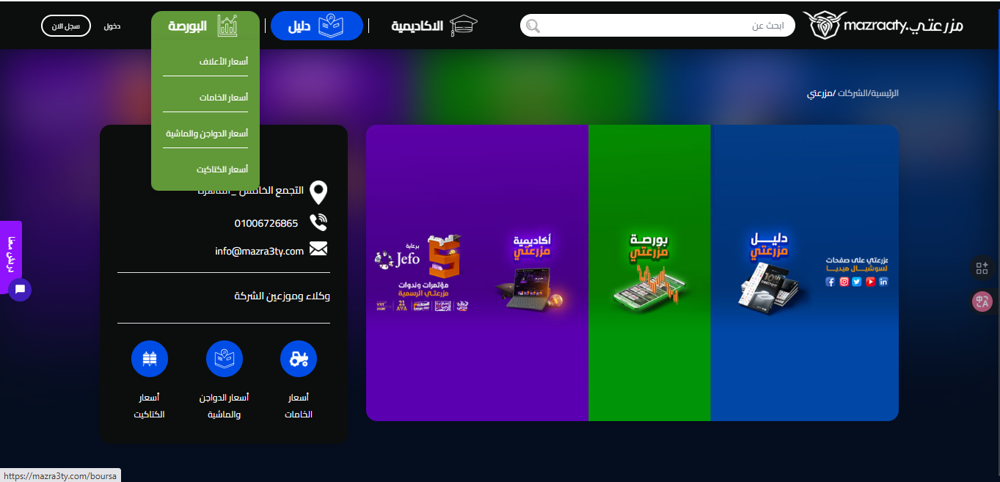 مزرعتي.mazraaty
ابحث عن
الاكاديمية
دليل
البورصة
دخول
سجل الان
أسعار الأعلاف
أسعار الخامات
أسعار الدواجن والماشية
أسعار الكتاكيت
الرئيسية/الشركات /مزرعتي
التجمع الخامس _القاهرة
01006726865
info@mazra3ty.com
وكلاء وموزعين الشركة
أسعار الخامات
أسعار الدواجن والماشية
أسعار الكتاكيت
مزرعتي على صفحات
لسوشيال ميديا
دليل
مزرعتي
10th
DIRECTORY
بورصة
مزرعتي
أكاديمية
مزرعتي
برعاية
Jefo
مؤتمرات وندوات
مزرعتي الرسمية
21
AVA
دردش معنا
https://mazra3ty.com/boursa